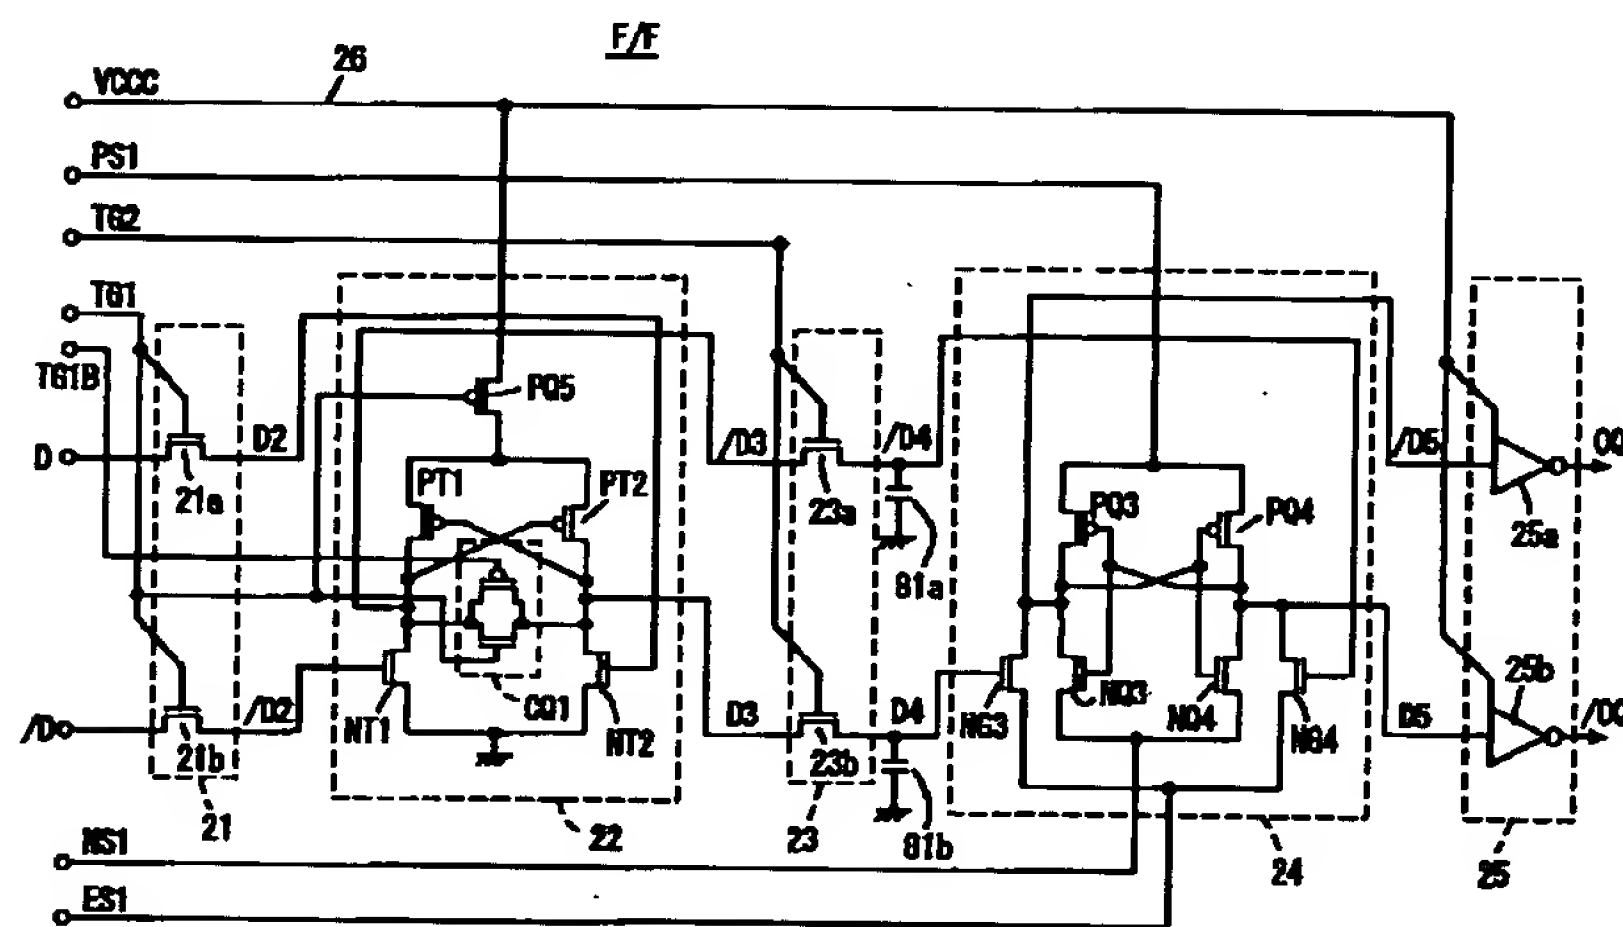 F/F
26
VCCC
PS1
TG2
TG1
TG1B
D
D2
21a
PQ5
PT1
PT2
/D3
/D4
23a
81a
PQ3
PQ4
/D5
25a
/D
/D2
21b
21
NT1
CQ1
NT2
22
D3
D4
23b
23
81b
NG3
NQ3
NQ4
NG4
24
D5
25b
25
NS1
ES1